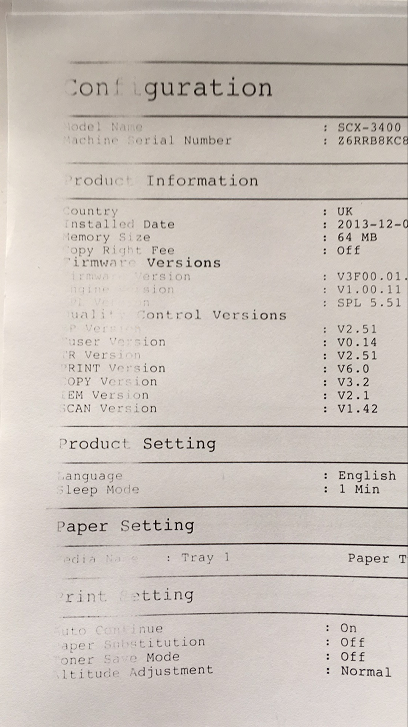 Configuration
Model Name : SCX-3400
Machine Serial Number : Z6RRB8KC8
Product Information
Country : UK
Installed Date : 2013-12-0
Memory Size : 64 MB
Copy Right Fee : Off
Firmware Versions
Firmware Version : V3F00.01.
Engine Version : V1.00.11
Version : SPL 5.51
Quality Control Versions
Version : V2.51
Fuser Version : V0.14
TR Version : V2.51
PRINT Version : V6.0
COPY Version : V3.2
Version : V2.1
SCAN Version : V1.42
Product Setting
Language : English
Sleep Mode : 1 Min
Paper Setting
Media Name : Tray 1 Paper T
Print Setting
Auto Continue : On
Paper Substitution : Off
Toner Save Mode : Off
Altitude Adjustment : Normal